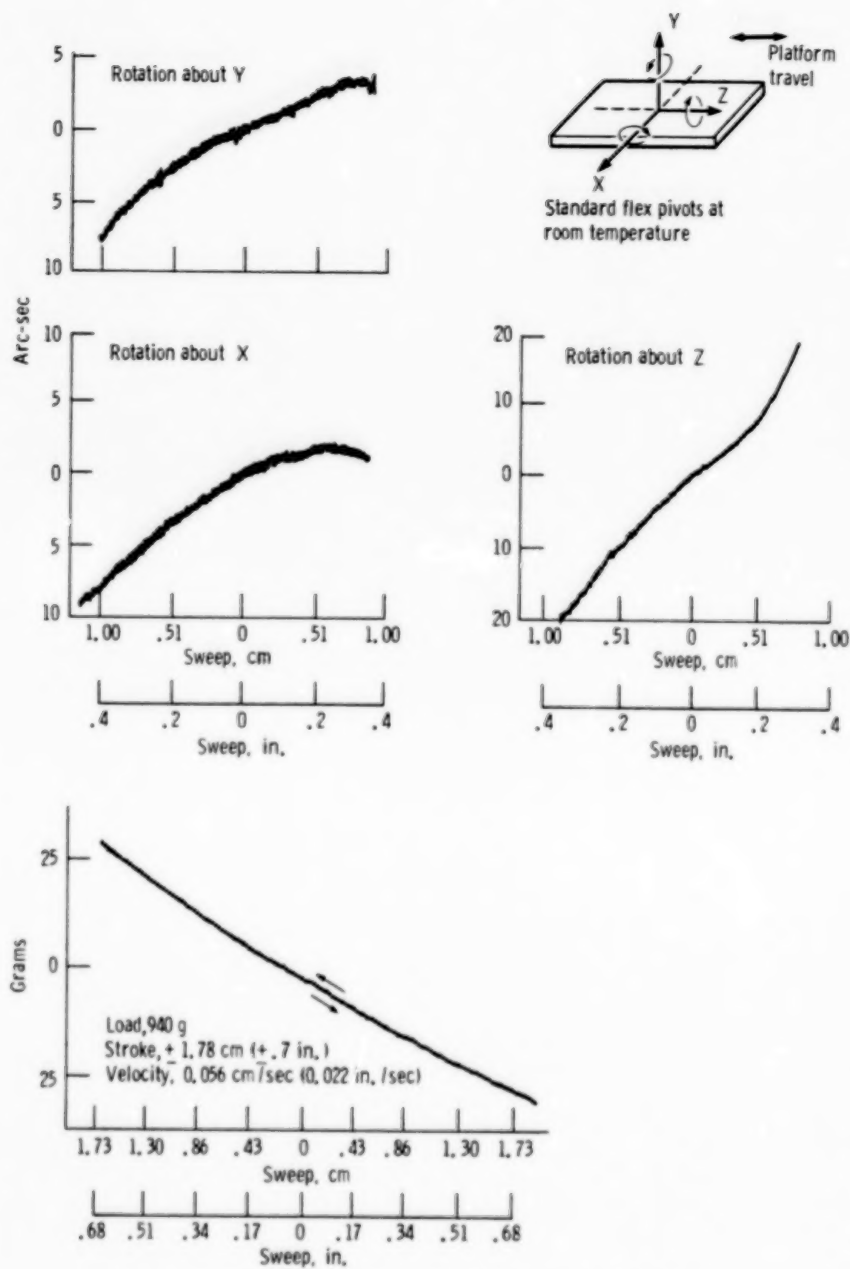 5
Rotation about Y
0
5
10
Y
Platform
travel
Z
X
Standard flex pivots at
room temperature
Arc-sec
10
Rotation about X
5
0
5
10
1.00 .51 0 .51 1.00
Sweep, cm
.4 .2 0 .2 .4
Sweep, in.
20
Rotation about Z
10
0
10
20
1.00 .51 0 .51 1.00
Sweep, cm
.4 .2 0 .2 .4
Sweep, in.
Grams
25
0
25
Load, 940 g
Stroke, ± 1.78 cm (± .7 in.)
Velocity, 0.056 cm/sec (0.022 in./sec)
1.73 1.30 .86 .43 0 .43 .86 1.30 1.73
Sweep, cm
.68 .51 .34 .17 0 .17 .34 .51 .68
Sweep, in.